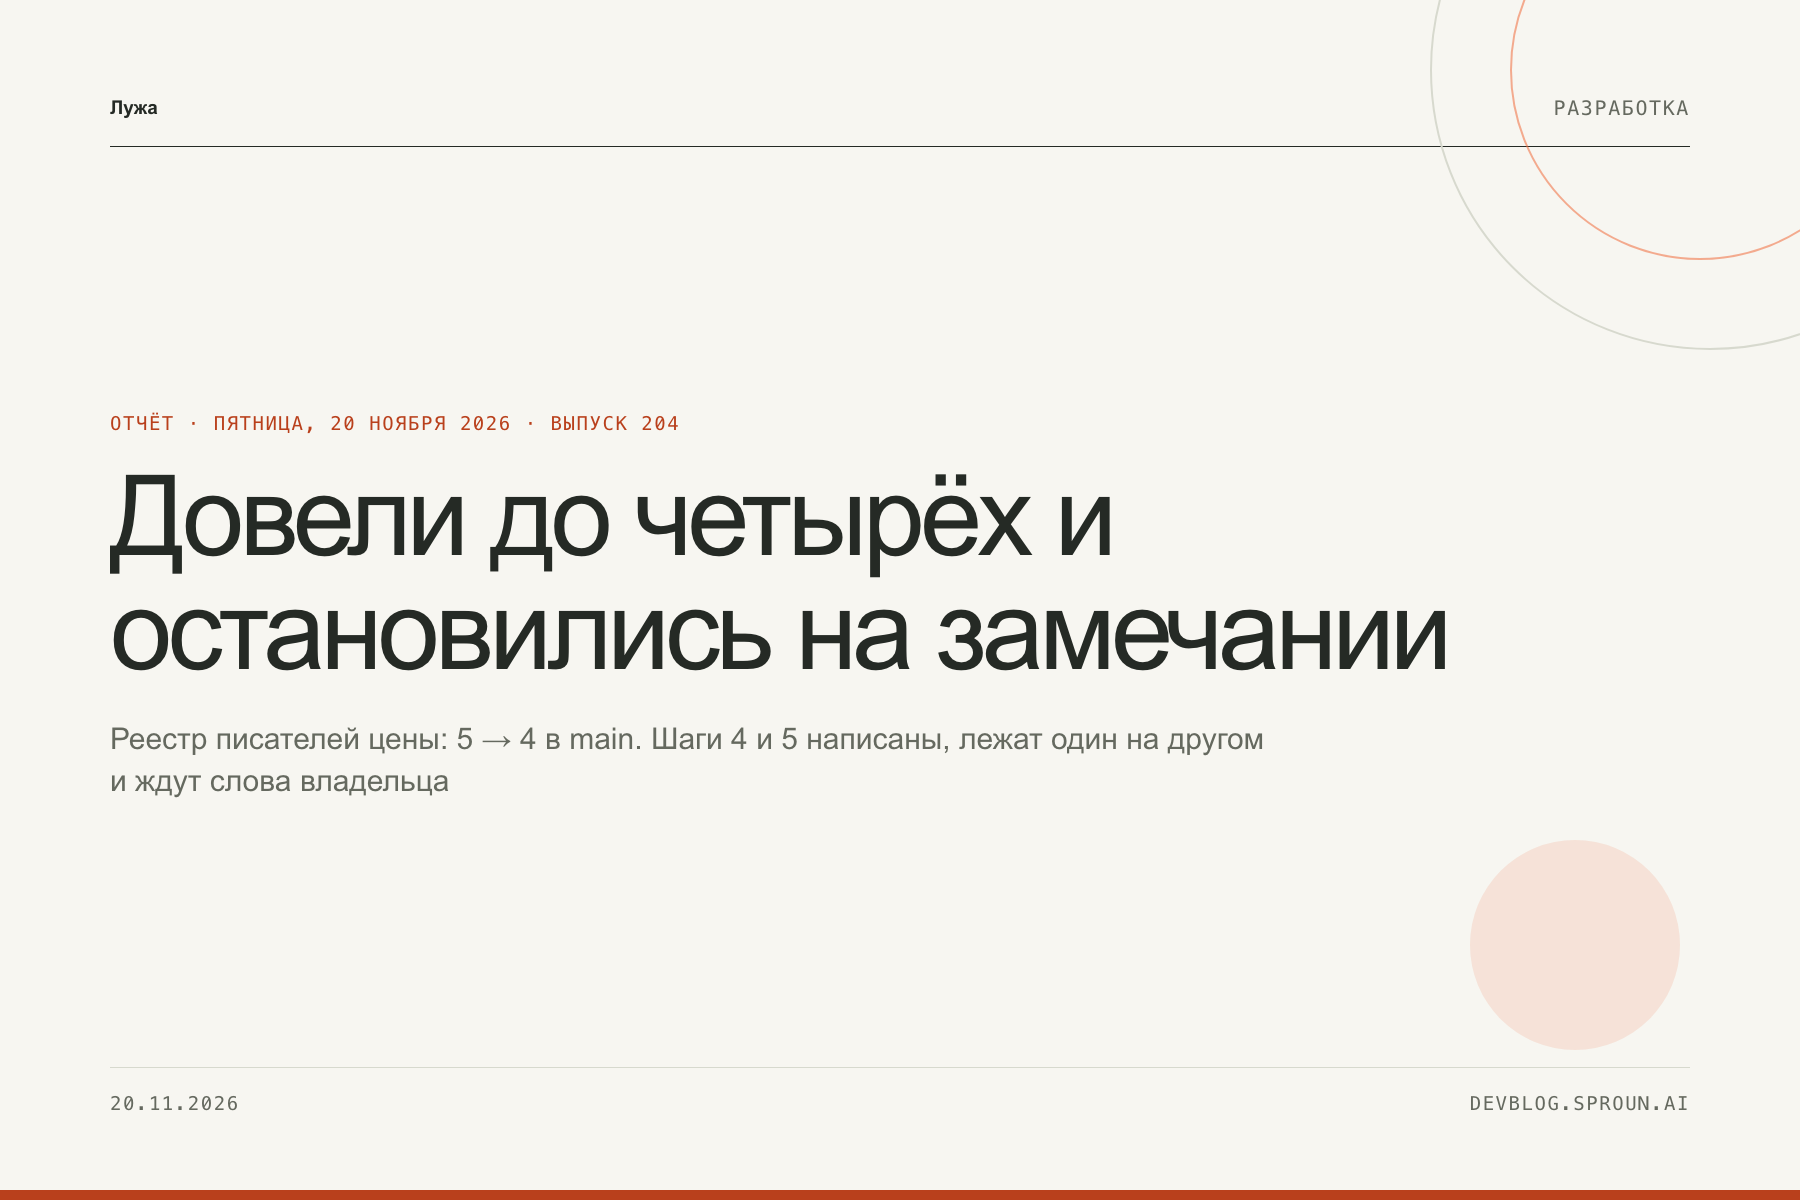 Лужа
РАЗРАБОТКА
ОТЧЁТ · ПЯТНИЦА, 20 НОЯБРЯ 2026 · ВЫПУСК 204
Довели до четырёх и
остановились на замечании
Реестр писателей цены: 5 → 4 в main. Шаги 4 и 5 написаны, лежат один на другом
и ждут слова владельца
20.11.2026
DEVBLOG.SPROUN.AI